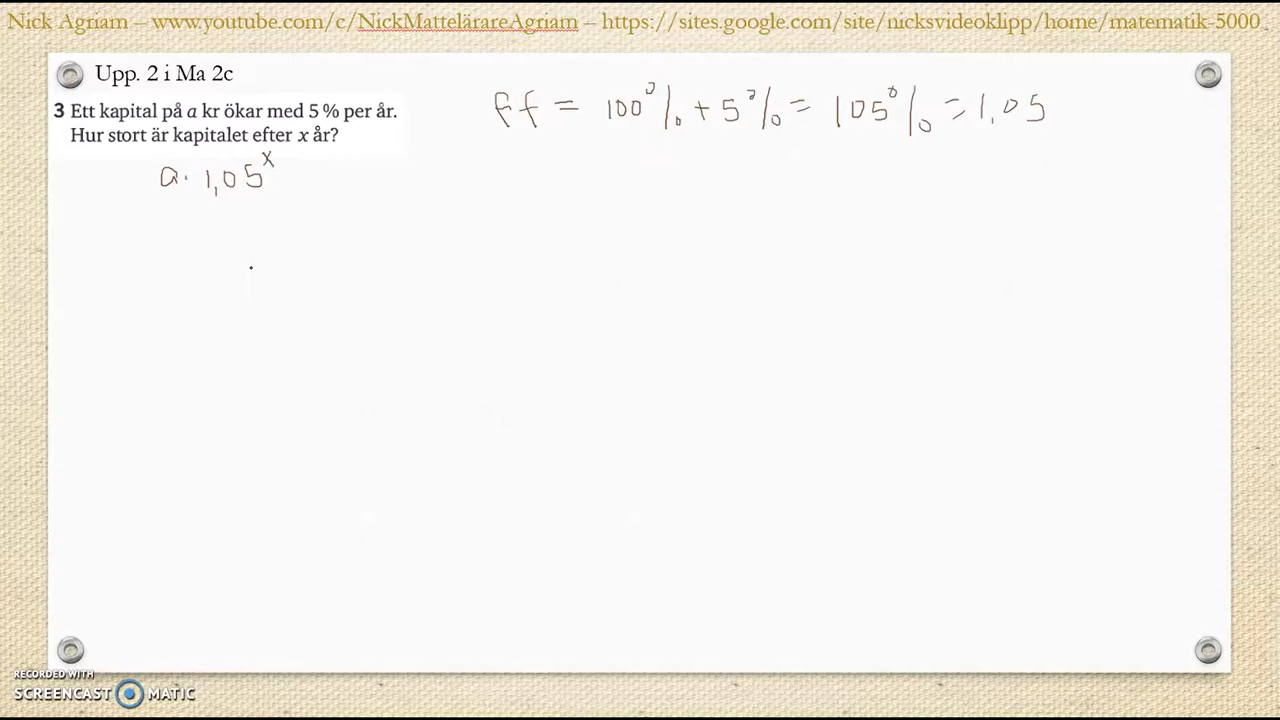 Nick Agriam – www.youtube.com/c/NickMattelärareAgriam – https://sites.google.com/site/nicksvideoklipp/home/matematik-5000
Upp. 2 i Ma 2c
3 Ett kapital på a kr ökar med 5 % per år.
Hur stort är kapitalet efter x år?
Ff = 100% + 5% = 105% = 1,05
a · 1,05^x
RECORDED WITH
SCREENCAST MATIC